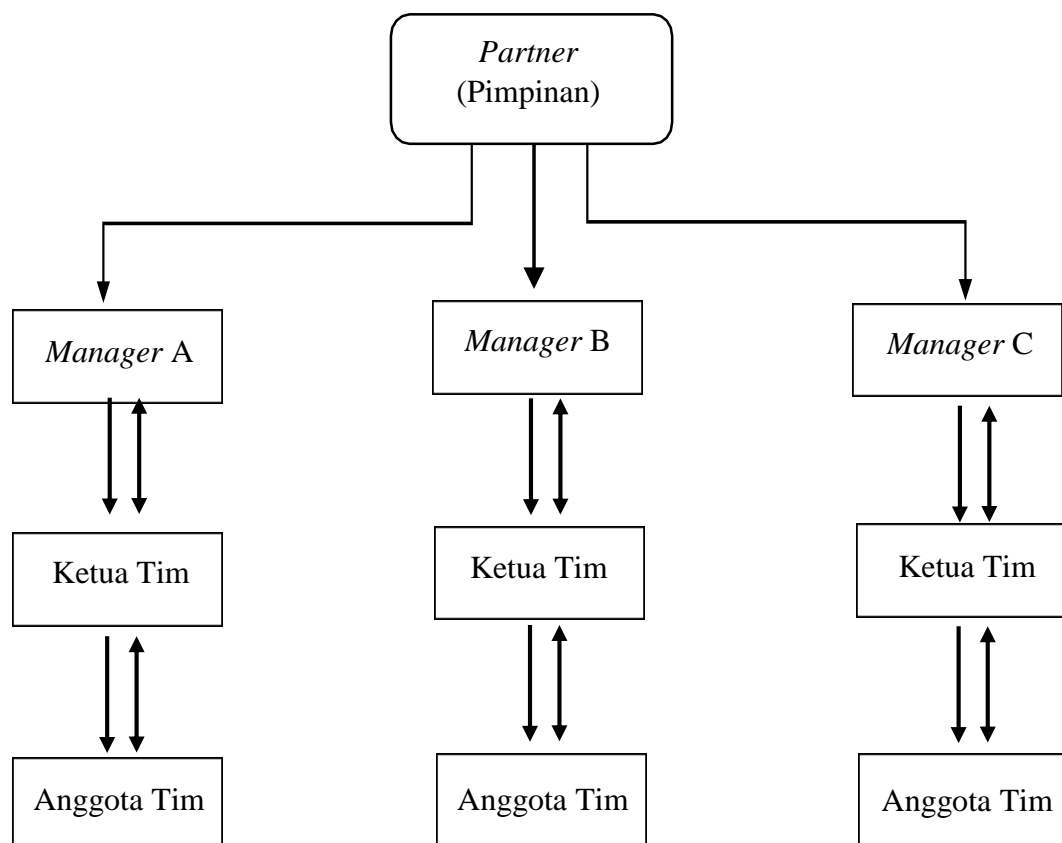 Partner
(Pimpinan)
Manager A
Manager B
Manager C
Ketua Tim
Ketua Tim
Ketua Tim
Anggota Tim
Anggota Tim
Anggota Tim